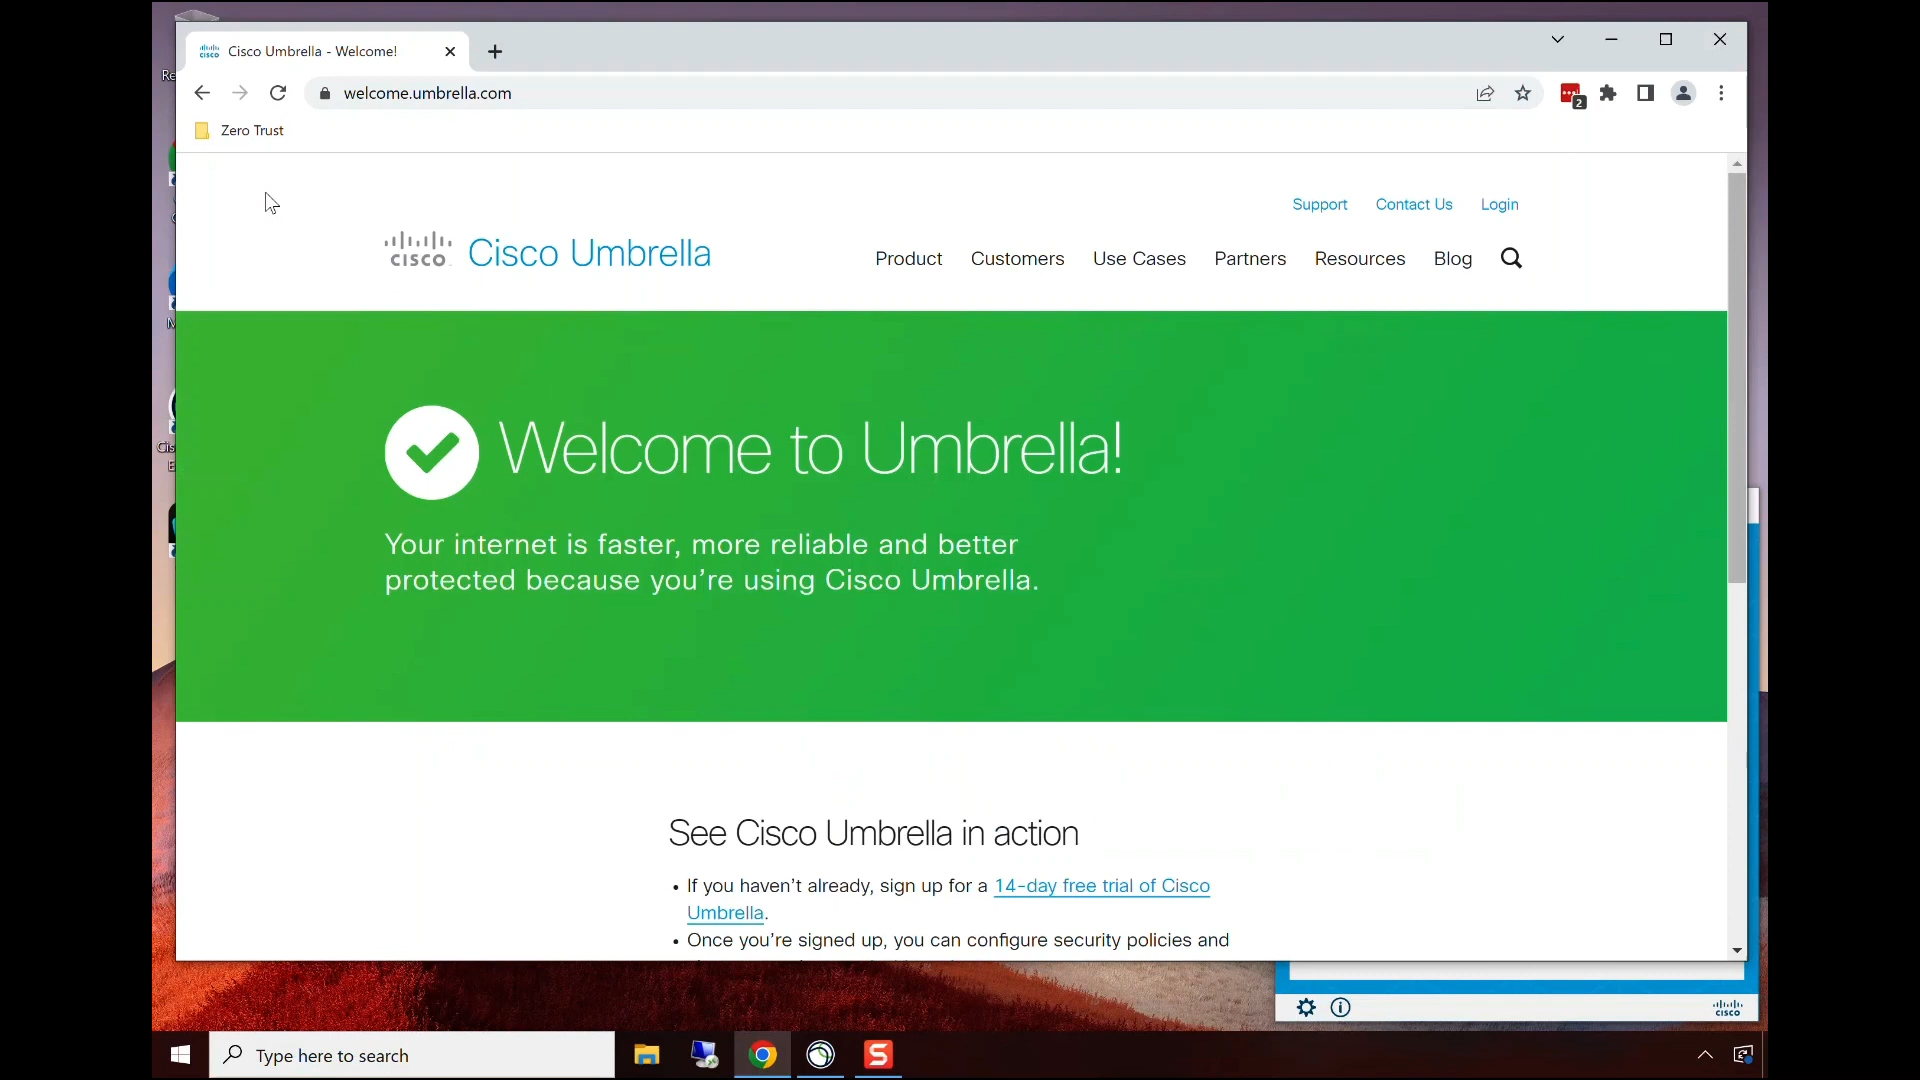 Cisco Umbrella - Welcome!
welcome.umbrella.com
2
Zero Trust
Support Contact Us Login
CISCO Cisco Umbrella
Product Customers Use Cases Partners Resources Blog
Welcome to Umbrella!
Your internet is faster, more reliable and better
protected because you’re using Cisco Umbrella.
See Cisco Umbrella in action
• If you haven’t already, sign up for a 14-day free trial of Cisco
Umbrella.
• Once you’re signed up, you can configure security policies and
CISCO
Type here to search